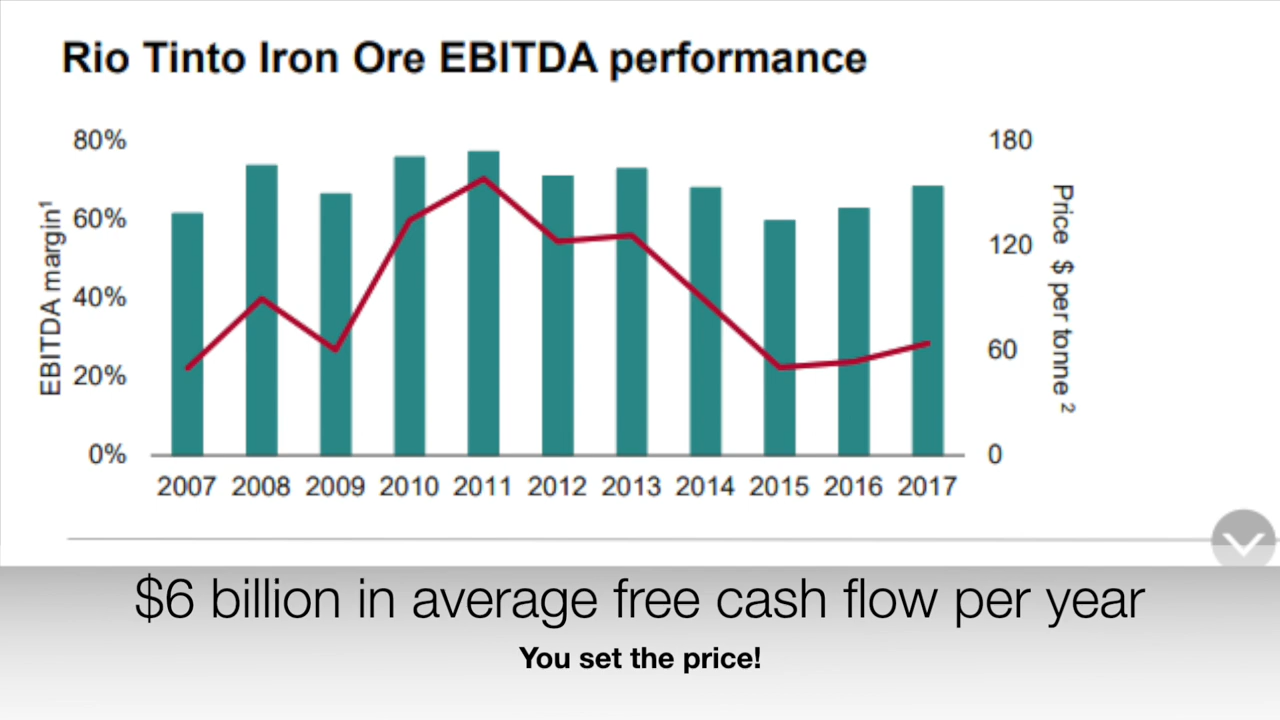 Rio Tinto Iron Ore EBITDA performance
80%
60%
40%
20%
0%
EBITDA margin¹
180
120
60
0
Price $ per tonne ²
2007 2008 2009 2010 2011 2012 2013 2014 2015 2016 2017
$6 billion in average free cash flow per year
You set the price!